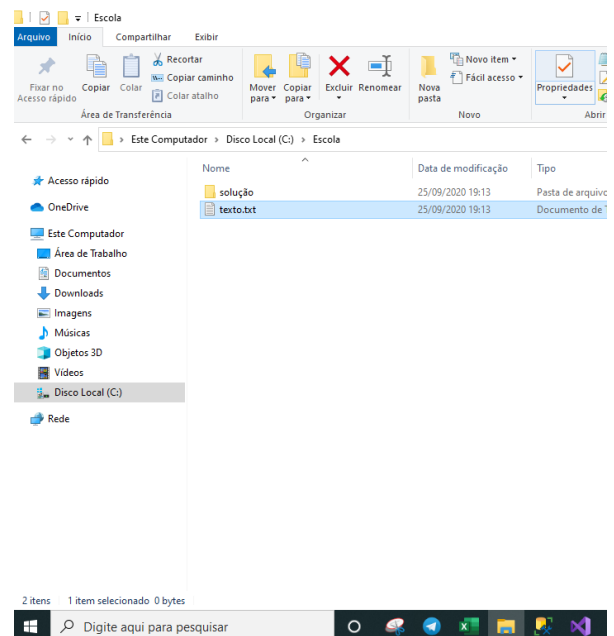 Escola
Arquivo Início Compartilhar Exibir
Fixar no Acesso rápido
Copiar
Colar
Recortar
Copiar caminho
Colar atalho
Mover para
Copiar para
Excluir
Renomear
Nova pasta
Novo item
Fácil acesso
Propriedades
Área de Transferência Organizar Novo Abrir
Este Computador > Disco Local (C:) > Escola
Nome Data de modificação Tipo
solução 25/09/2020 19:13 Pasta de arquivo
texto.txt 25/09/2020 19:13 Documento de
Acesso rápido
OneDrive
Este Computador
Área de Trabalho
Documentos
Downloads
Imagens
Músicas
Objetos 3D
Vídeos
Disco Local (C:)
Rede
2 itens 1 item selecionado 0 bytes
Digite aqui para pesquisar